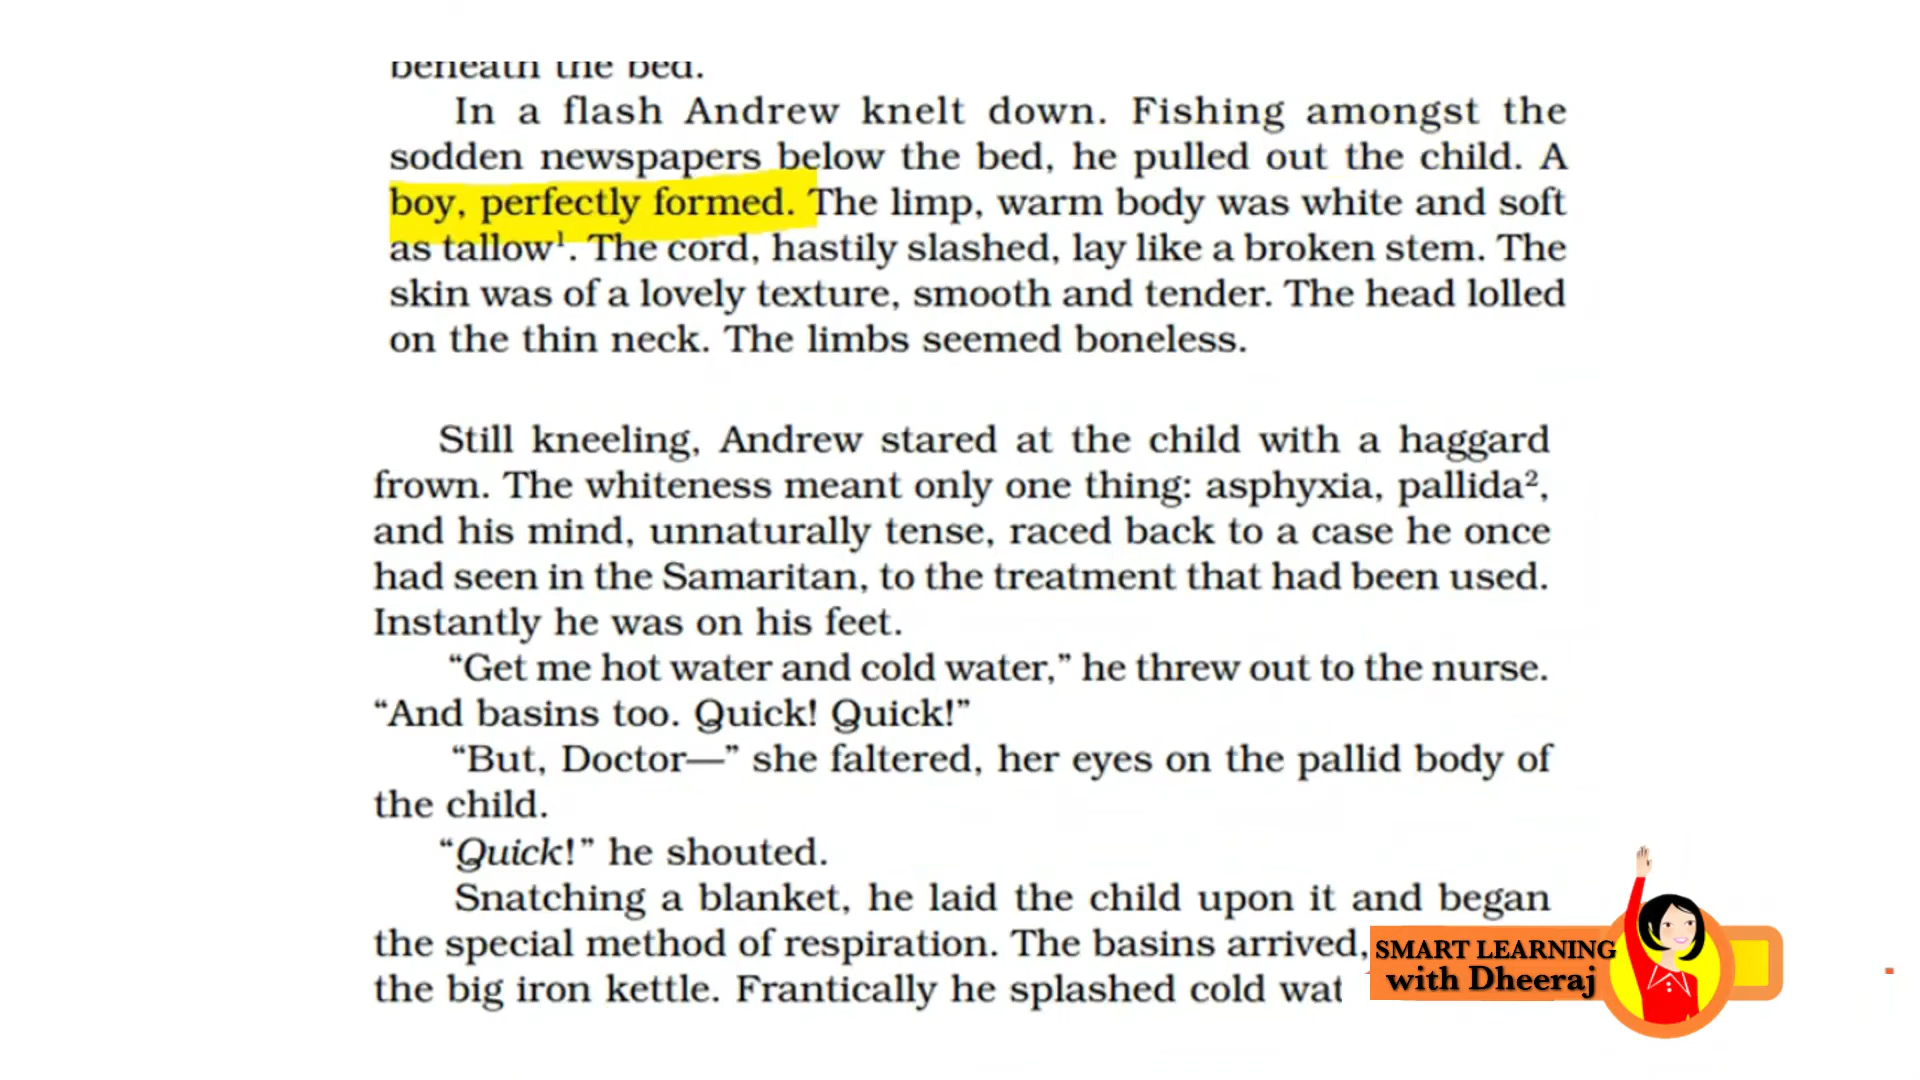 beneath the bed.
In a flash Andrew knelt down. Fishing amongst the
sodden newspapers below the bed, he pulled out the child. A
boy, perfectly formed. The limp, warm body was white and soft
as tallow¹. The cord, hastily slashed, lay like a broken stem. The
skin was of a lovely texture, smooth and tender. The head lolled
on the thin neck. The limbs seemed boneless.
Still kneeling, Andrew stared at the child with a haggard
frown. The whiteness meant only one thing: asphyxia, pallida²,
and his mind, unnaturally tense, raced back to a case he once
had seen in the Samaritan, to the treatment that had been used.
Instantly he was on his feet.
“Get me hot water and cold water,” he threw out to the nurse.
“And basins too. Quick! Quick!”
“But, Doctor—” she faltered, her eyes on the pallid body of
the child.
“Quick!” he shouted.
Snatching a blanket, he laid the child upon it and began
the special method of respiration. The basins arrived,
the big iron kettle. Frantically he splashed cold wat
SMART LEARNING
with Dheeraj